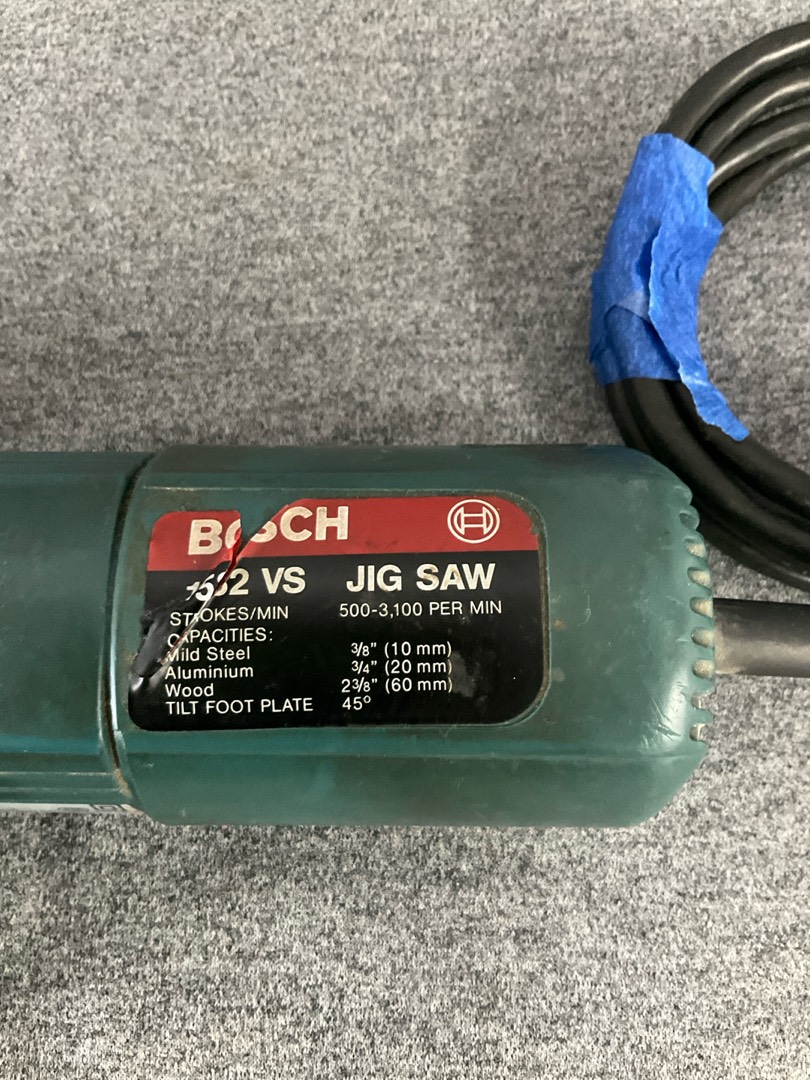 BOSCH
1582 VS JIG SAW
STROKES/MIN 500-3,100 PER MIN
CAPACITIES:
Mild Steel 3/8" (10 mm)
Aluminium 3/4" (20 mm)
Wood 2 3/8" (60 mm)
TILT FOOT PLATE 45°